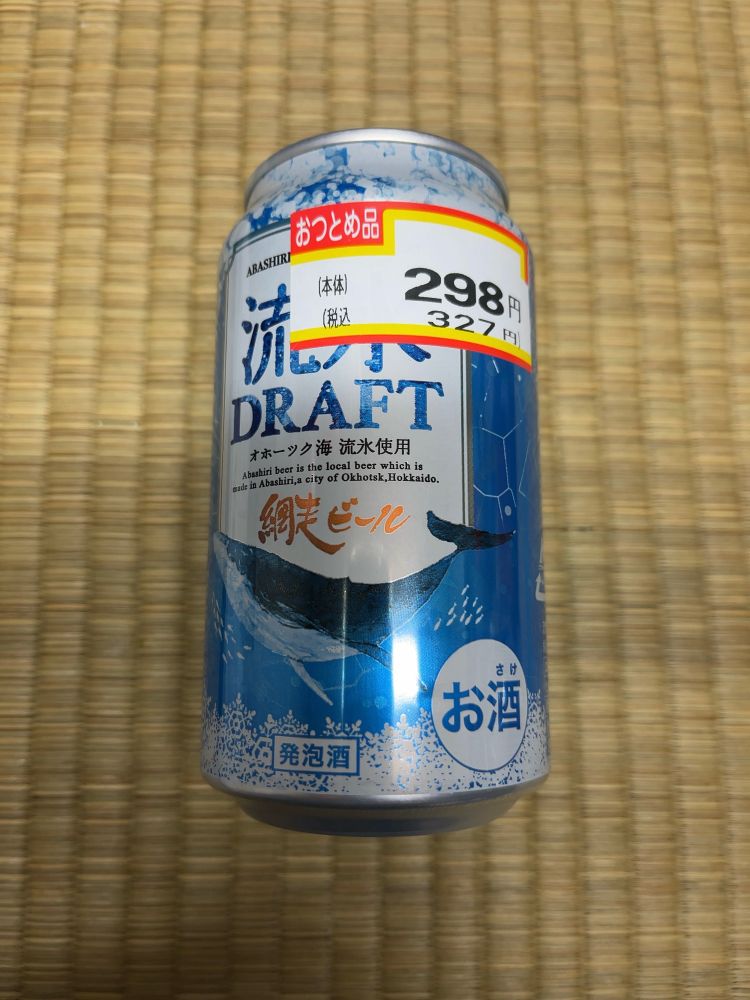 おつとめ品
(本体) 298円
(税込 327円)
ABASHIRI
流氷
DRAFT
オホーツク海 流氷使用
Abashiri beer is the local beer which is
made in Abashiri,a city of Okhotsk,Hokkaido.
網走ビール
さけ
お酒
発泡酒